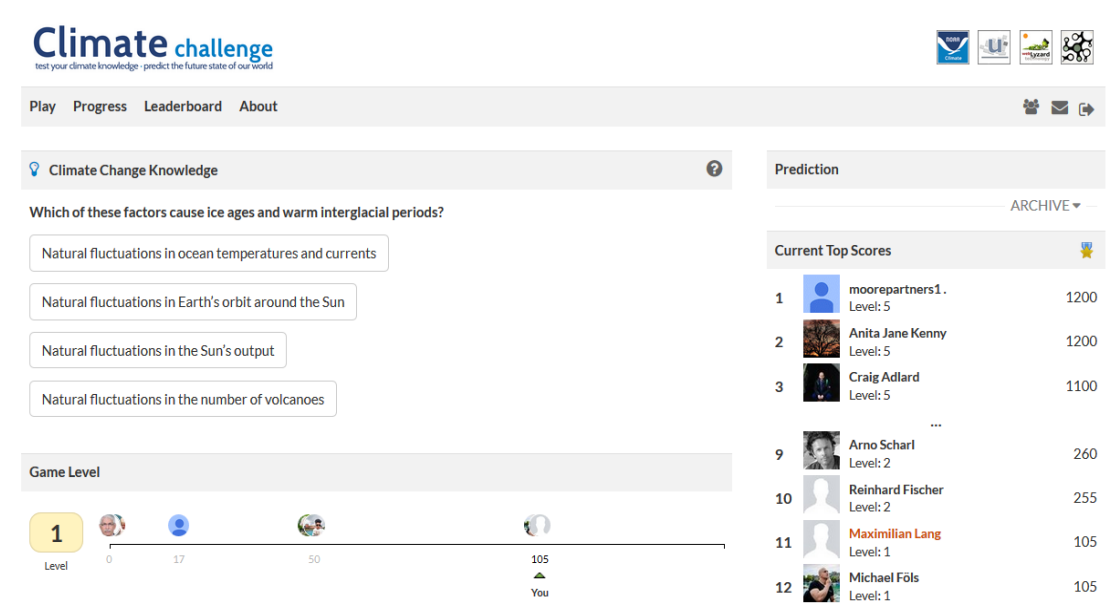 Climate challenge
test your climate knowledge - predict the future state of our world
NOAA
Climate
Play Progress Leaderboard About
Climate Change Knowledge
Which of these factors cause ice ages and warm interglacial periods?
Natural fluctuations in ocean temperatures and currents
Natural fluctuations in Earth's orbit around the Sun
Natural fluctuations in the Sun's output
Natural fluctuations in the number of volcanoes
Game Level
1
Level
0 17 50 105
You
Prediction
ARCHIVE
Current Top Scores
1 moorepartners1 . 1200
Level: 5
2 Anita Jane Kenny 1200
Level: 5
3 Craig Adlard 1100
Level: 5
...
9 Arno Scharl 260
Level: 2
10 Reinhard Fischer 255
Level: 2
11 Maximilian Lang 105
Level: 1
12 Michael Föls 105
Level: 1